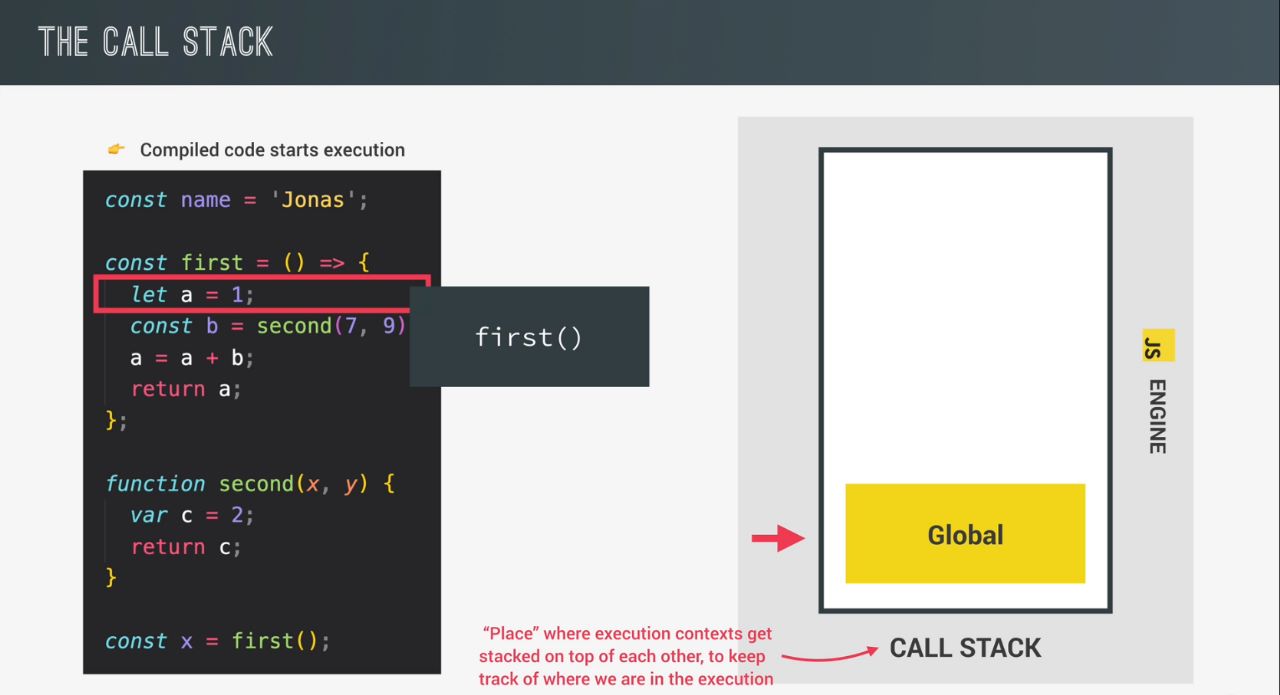 THE CALL STACK
👉 Compiled code starts execution
const name = 'Jonas';
const first = () => {
let a = 1;
const b = second(7, 9)
a = a + b;
return a;
};
function second(x, y) {
var c = 2;
return c;
}
const x = first();
first()
Global
JS ENGINE
CALL STACK
“Place” where execution contexts get
stacked on top of each other, to keep
track of where we are in the execution